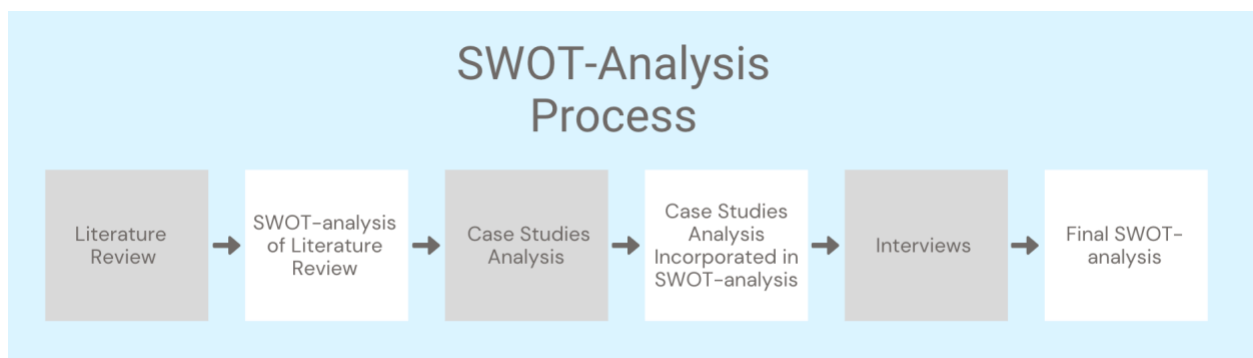 SWOT-Analysis
Process
Literature
Review
SWOT-analysis
of Literature
Review
Case Studies
Analysis
Case Studies
Analysis
Incorporated in
SWOT-analysis
Interviews
Final SWOT-
analysis